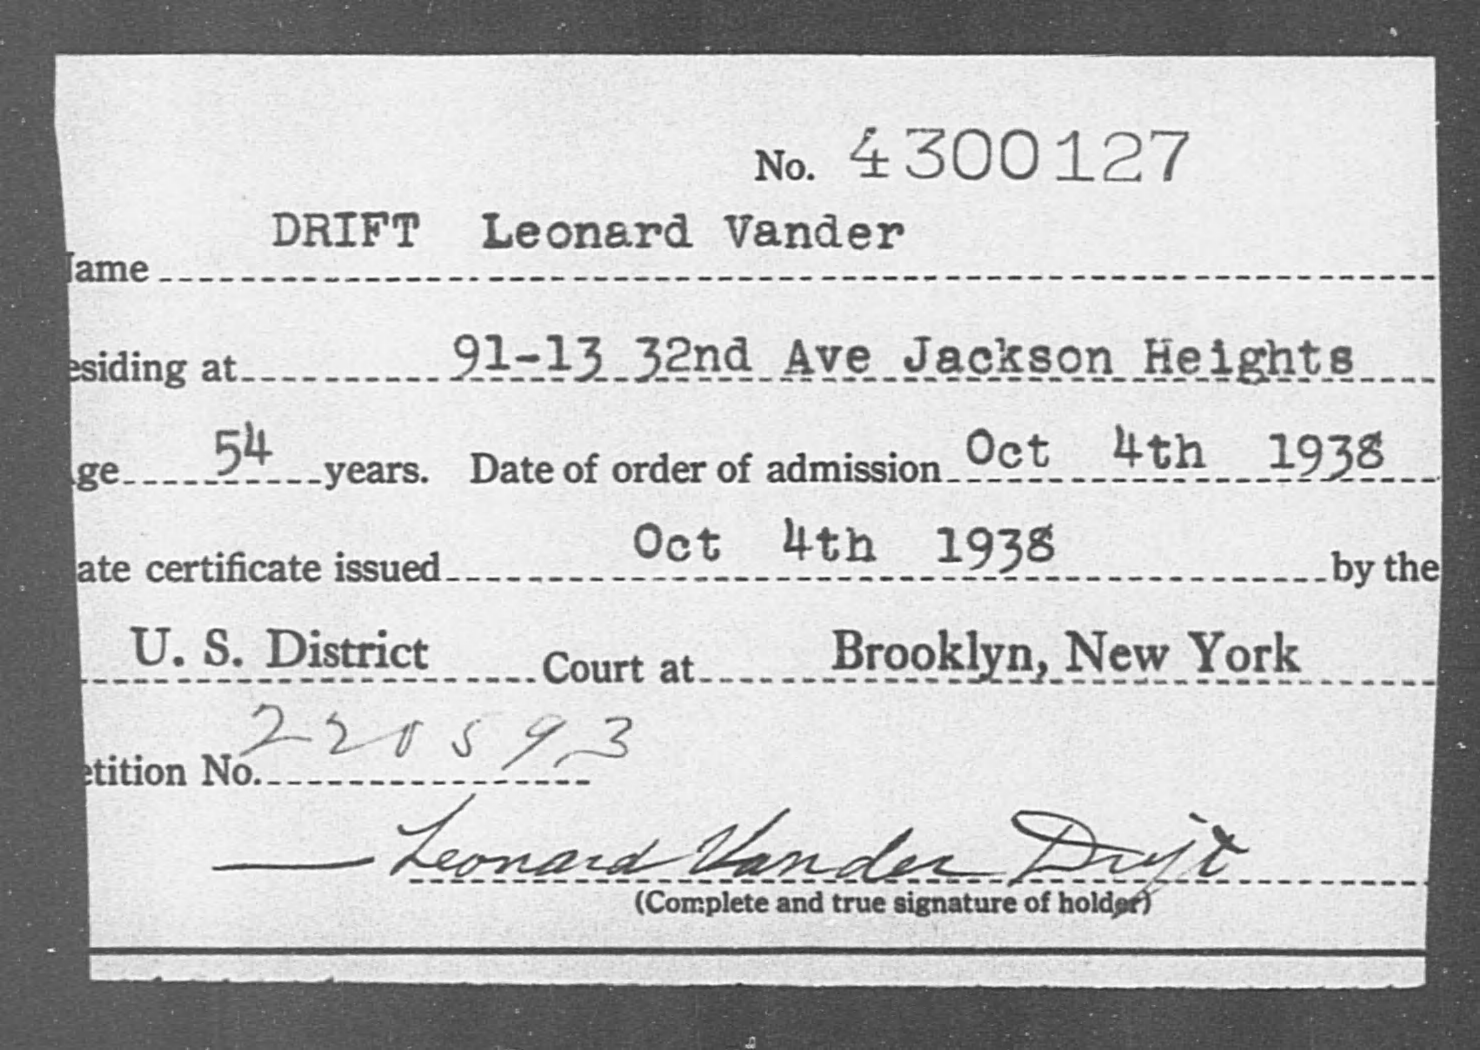 No. 4300127
DRIFT Leonard Vander
ame
esiding at 91-13 32nd Ave Jackson Heights
ge 54 years. Date of order of admission Oct 4th 1938
ate certificate issued Oct 4th 1938 by the
U. S. District Court at Brooklyn, New York
etition No. 220593
Leonard Vander Drift
(Complete and true signature of holder)